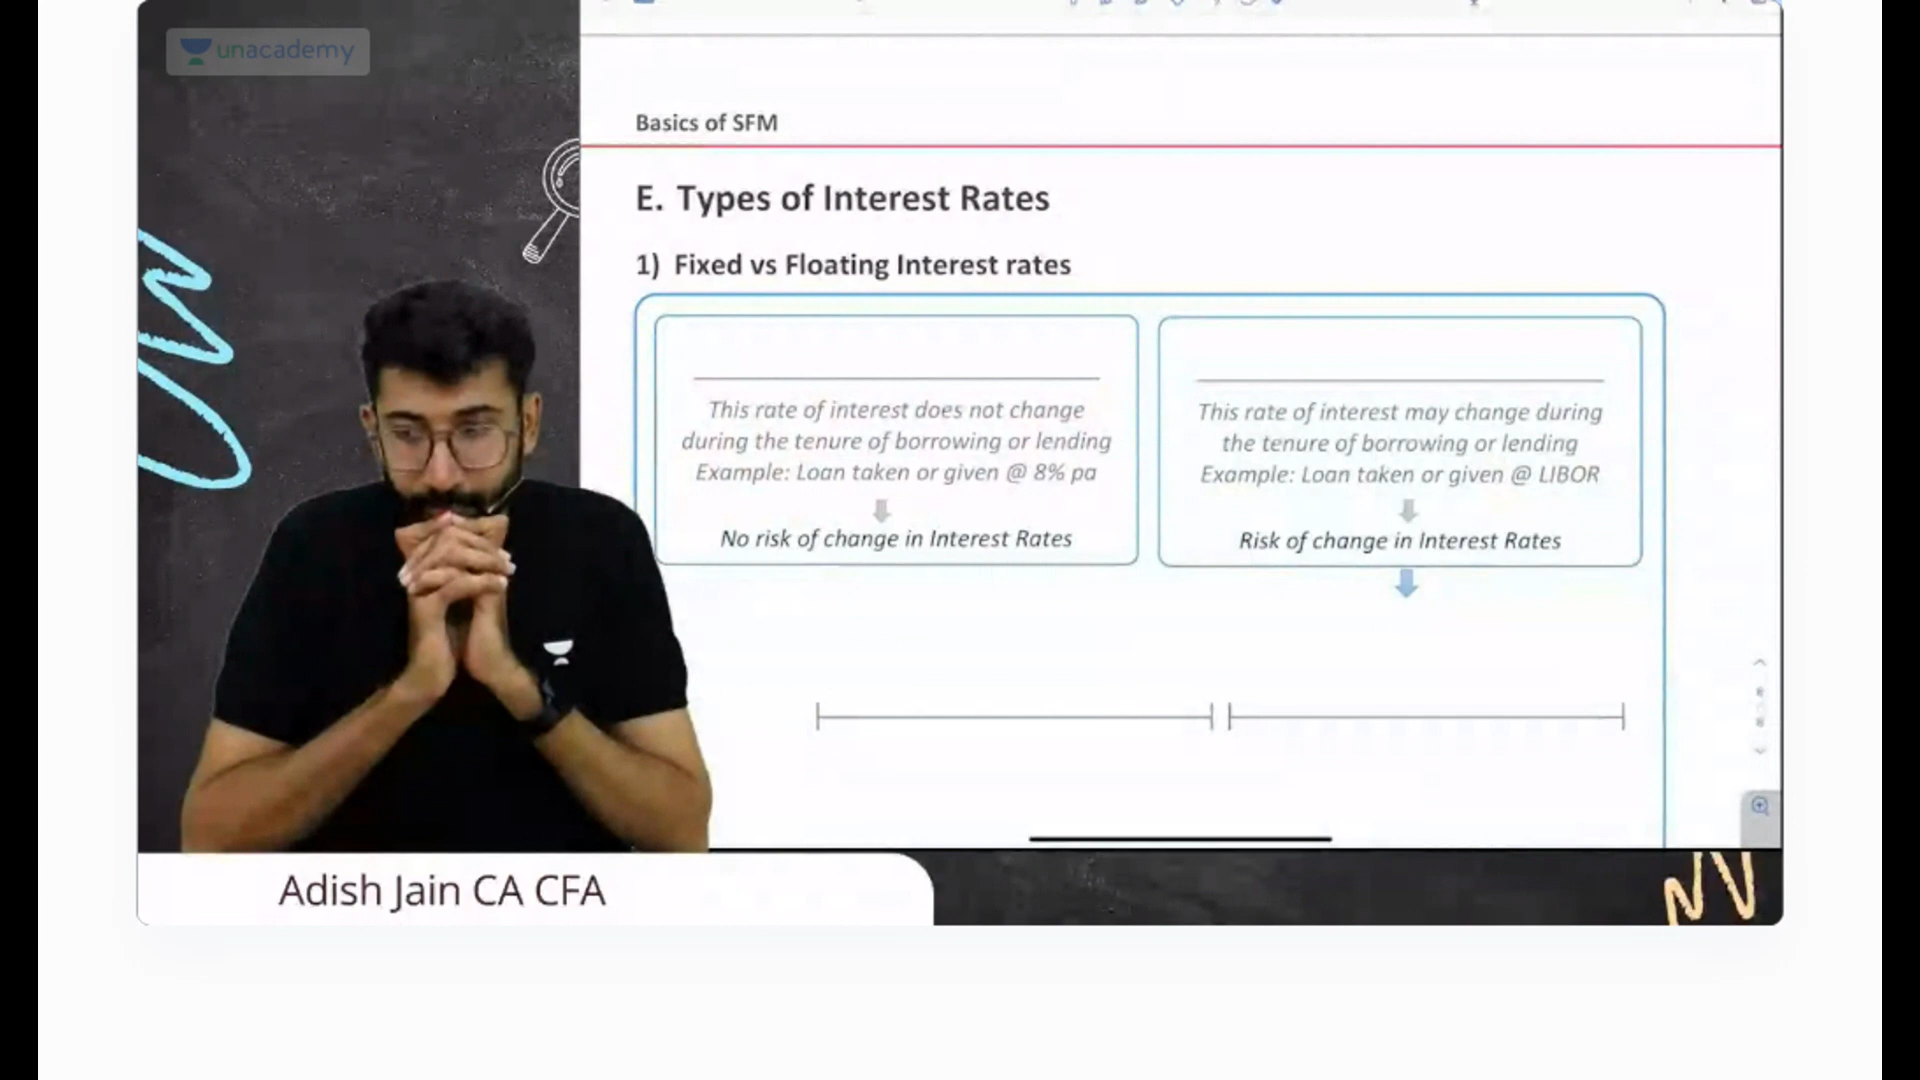 unacademy
Basics of SFM
E. Types of Interest Rates
1) Fixed vs Floating Interest rates
This rate of interest does not change
during the tenure of borrowing or lending
Example: Loan taken or given @ 8% pa
No risk of change in Interest Rates
This rate of interest may change during
the tenure of borrowing or lending
Example: Loan taken or given @ LIBOR
Risk of change in Interest Rates
Adish Jain CA CFA